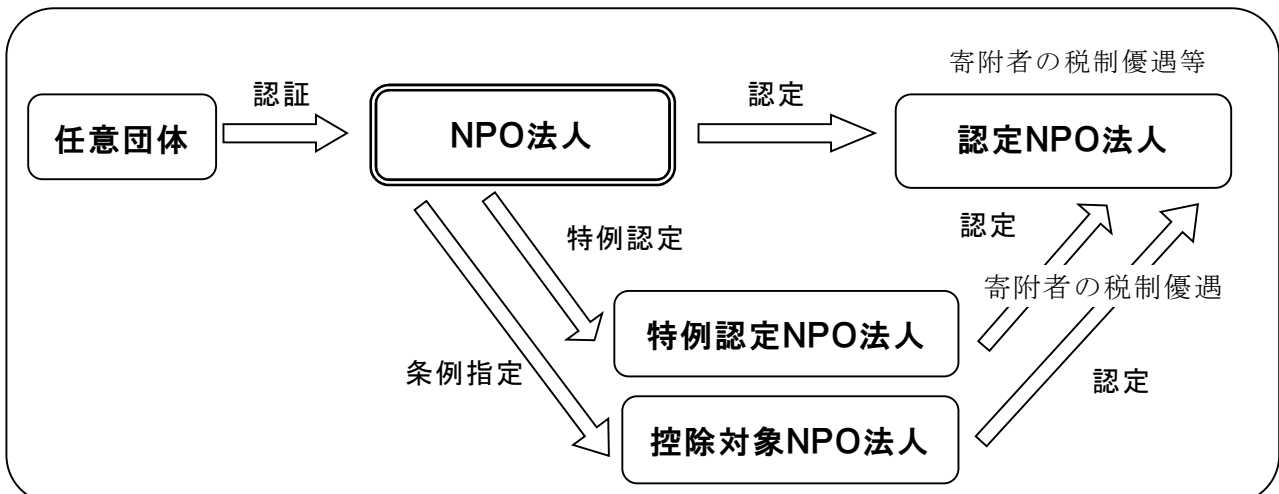 寄附者の税制優遇等
認証
認定
任意団体
NPO法人
認定NPO法人
特例認定
認定
寄附者の税制優遇
特例認定NPO法人
条例指定
認定
控除対象NPO法人